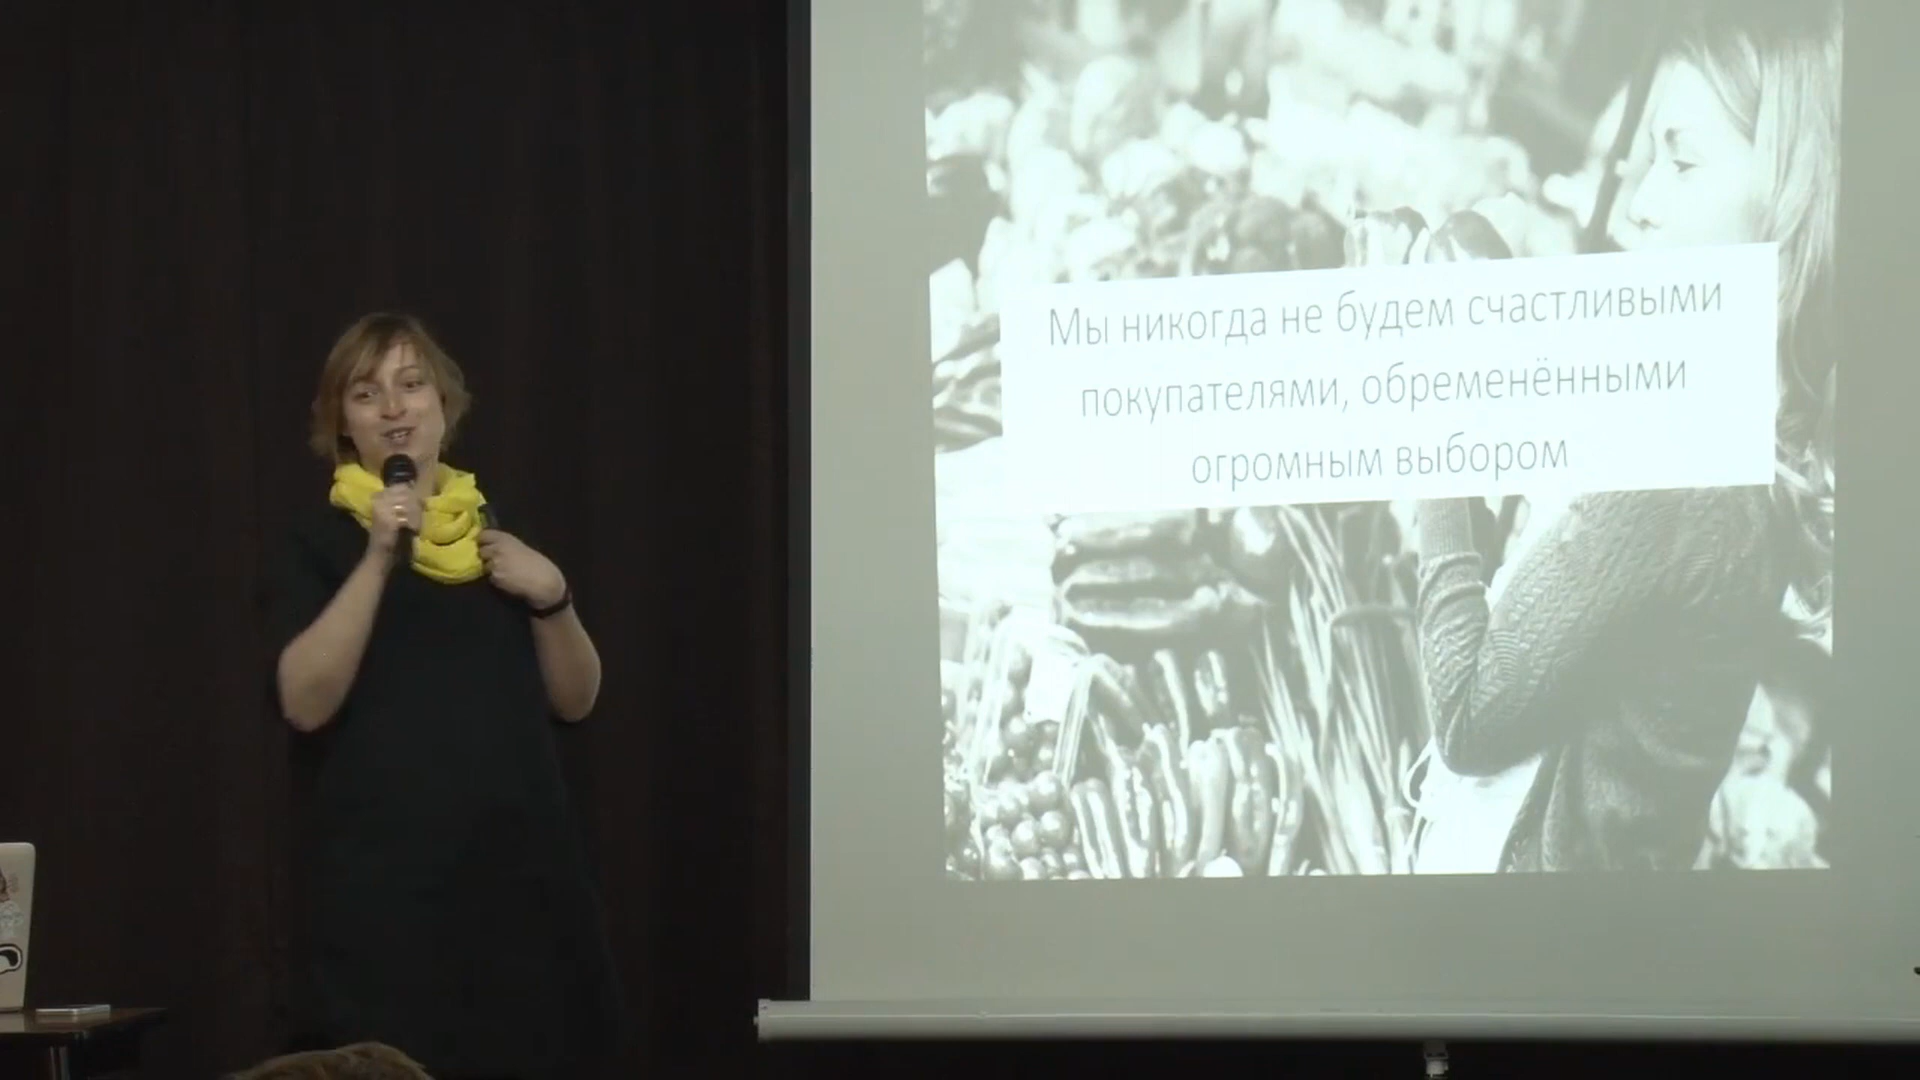 Мы никогда не будем счастливыми
покупателями, обременёнными
огромным выбором